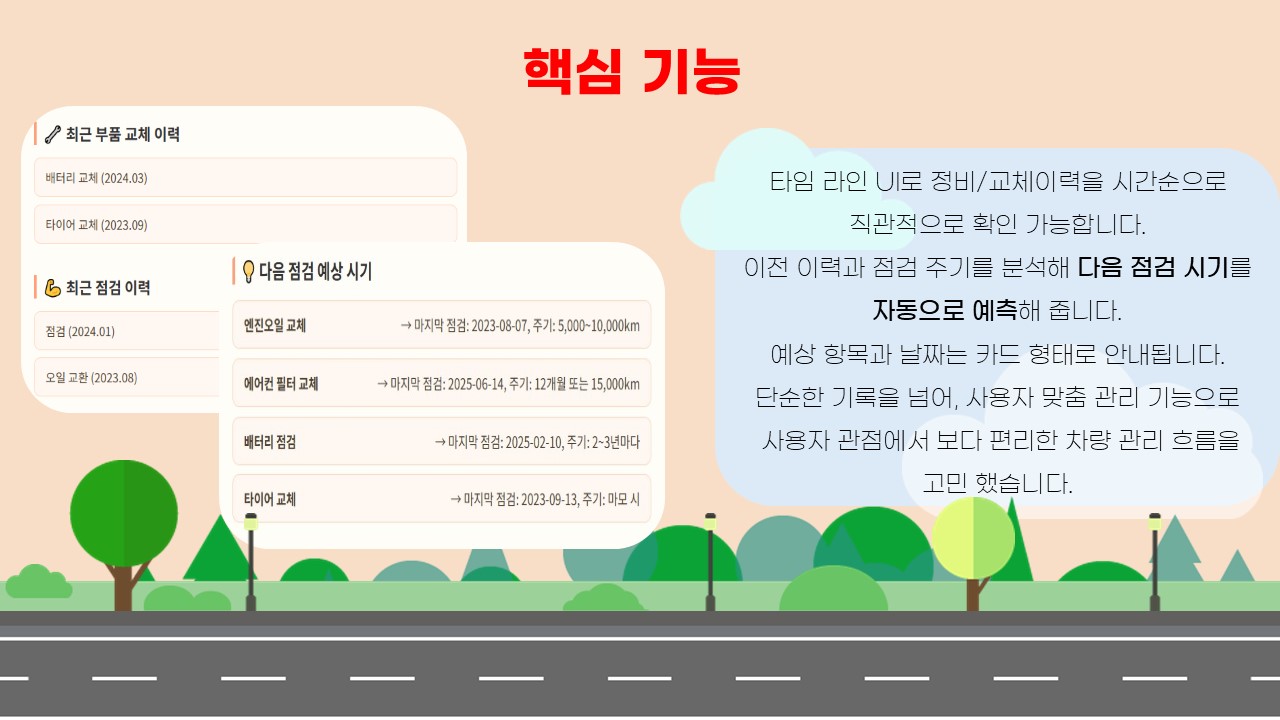 핵심 기능
최근 부품 교체 이력
배터리 교체 (2024.03)
타이어 교체 (2023.09)
최근 점검 이력
점검 (2024.01)
오일 교환 (2023.08)
다음 점검 예상 시기
엔진오일 교체 → 마지막 점검: 2023-08-07, 주기: 5,000~10,000km
에어컨 필터 교체 → 마지막 점검: 2025-06-14, 주기: 12개월 또는 15,000km
배터리 점검 → 마지막 점검: 2025-02-10, 주기: 2~3년마다
타이어 교체 → 마지막 점검: 2023-09-13, 주기: 마모 시
타임 라인 UI로 정비/교체이력을 시간순으로
직관적으로 확인 가능합니다.
이전 이력과 점검 주기를 분석해 다음 점검 시기를
자동으로 예측해 줍니다.
예상 항목과 날짜는 카드 형태로 안내됩니다.
단순한 기록을 넘어, 사용자 맞춤 관리 기능으로
사용자 관점에서 보다 편리한 차량 관리 흐름을
고민 했습니다.